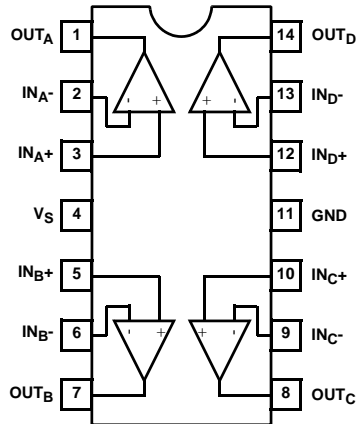 OUTA 1 14 OUTD
INA- 2 - + + - 13 IND-
INA+ 3 12 IND+
VS 4 11 GND
INB+ 5 10 INC+
INB- 6 - + + - 9 INC-
OUTB 7 8 OUTC